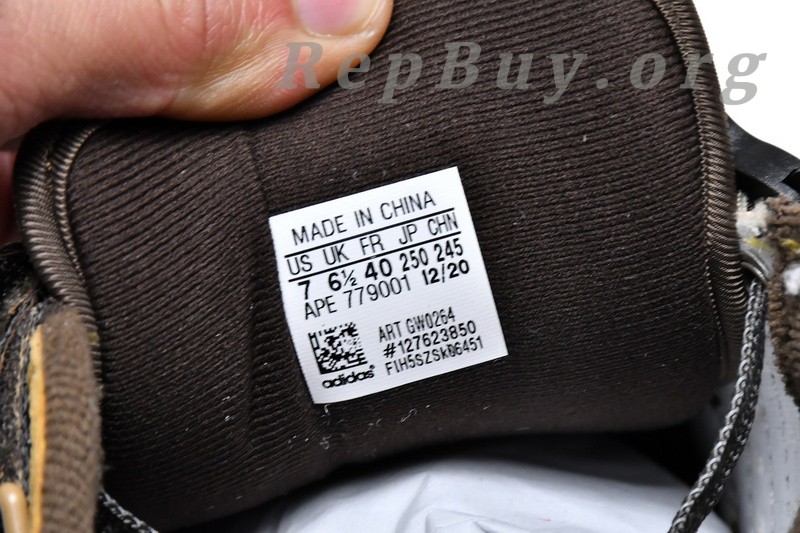 RepBuy.org
MADE IN CHINA
US UK FR JP CHN
7 6½ 40 250 245
APE 779001 12/20
ART GW0264
#127623850
FIH5SZSKD6451
adidas®